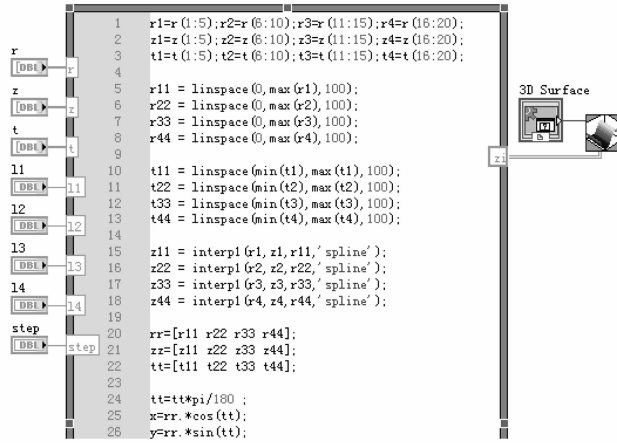 r
[DBL]
r
z
[DBL]
z
t
[DBL]
t
l1
DBL
l1
l2
DBL
l2
l3
DBL
l3
l4
DBL
l4
step
DBL
step
1 r1=r(1:5);r2=r(6:10);r3=r(11:15);r4=r(16:20);
2 z1=z(1:5);z2=z(6:10);z3=z(11:15);z4=z(16:20);
3 t1=t(1:5);t2=t(6:10);t3=t(11:15);t4=t(16:20);
4
5 r11 = linspace(0,max(r1),100);
6 r22 = linspace(0,max(r2),100);
7 r33 = linspace(0,max(r3),100);
8 r44 = linspace(0,max(r4),100);
9
10 t11 = linspace(min(t1),max(t1),100);
11 t22 = linspace(min(t2),max(t2),100);
12 t33 = linspace(min(t3),max(t3),100);
13 t44 = linspace(min(t4),max(t4),100);
14
15 z11 = interp1(r1,z1,r11,'spline');
16 z22 = interp1(r2,z2,r22,'spline');
17 z33 = interp1(r3,z3,r33,'spline');
18 z44 = interp1(r4,z4,r44,'spline');
19
20 rr=[r11 r22 r33 r44];
21 zz=[z11 z22 z33 z44];
22 tt=[t11 t22 t33 t44];
23
24 tt=tt*pi/180 ;
25 x=rr.*cos(tt);
26 y=rr.*sin(tt);
3D Surface
zi